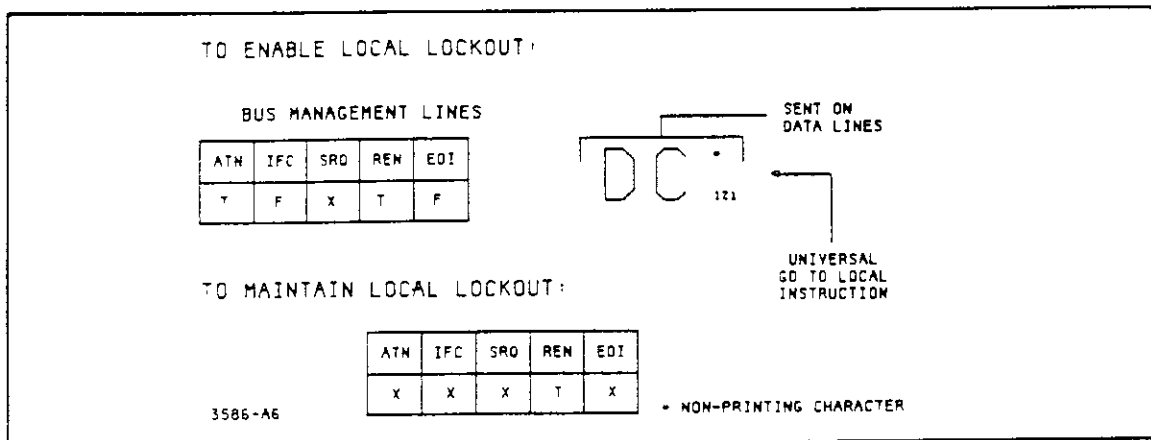 TO ENABLE LOCAL LOCKOUT:
BUS MANAGEMENT LINES
ATN IFC SRQ REN EOI
T F X T F
SENT ON
DATA LINES
DC *
121
UNIVERSAL
GO TO LOCAL
INSTRUCTION
TO MAINTAIN LOCAL LOCKOUT:
ATN IFC SRQ REN EOI
X X X T X
3586-A6
* NON-PRINTING CHARACTER